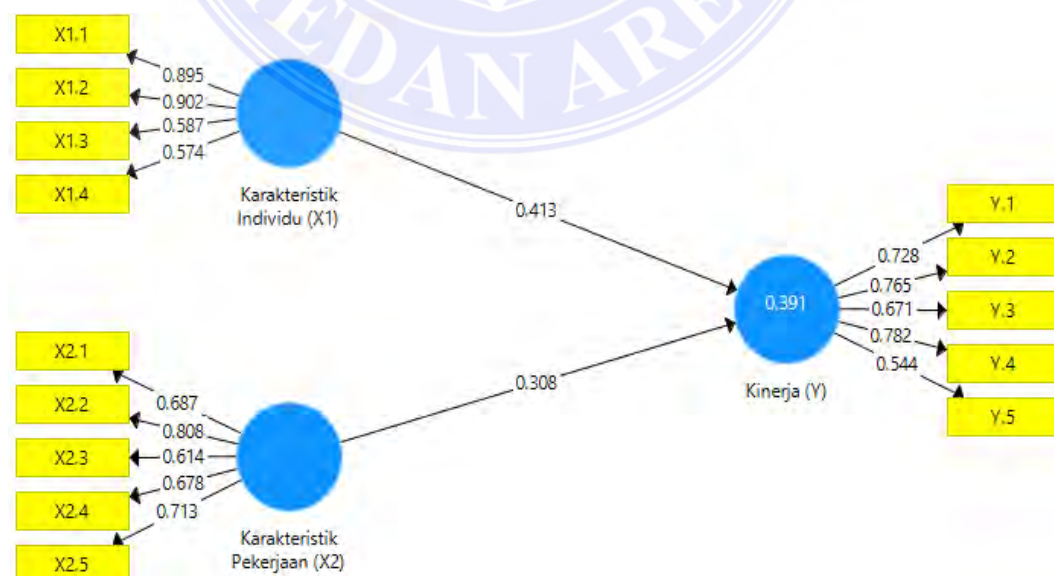 EDAN ARE
X1.1
X1.2
X1.3
X1.4
0.895
0.902
0.587
0.574
Karakteristik
Individu (X1)
0.413
X2.1
X2.2
X2.3
X2.4
X2.5
0.687
0.808
0.614
0.678
0.713
Karakteristik
Pekerjaan (X2)
0.308
0.391
Kinerja (Y)
0.728
0.765
0.671
0.782
0.544
Y.1
Y.2
Y.3
Y.4
Y.5